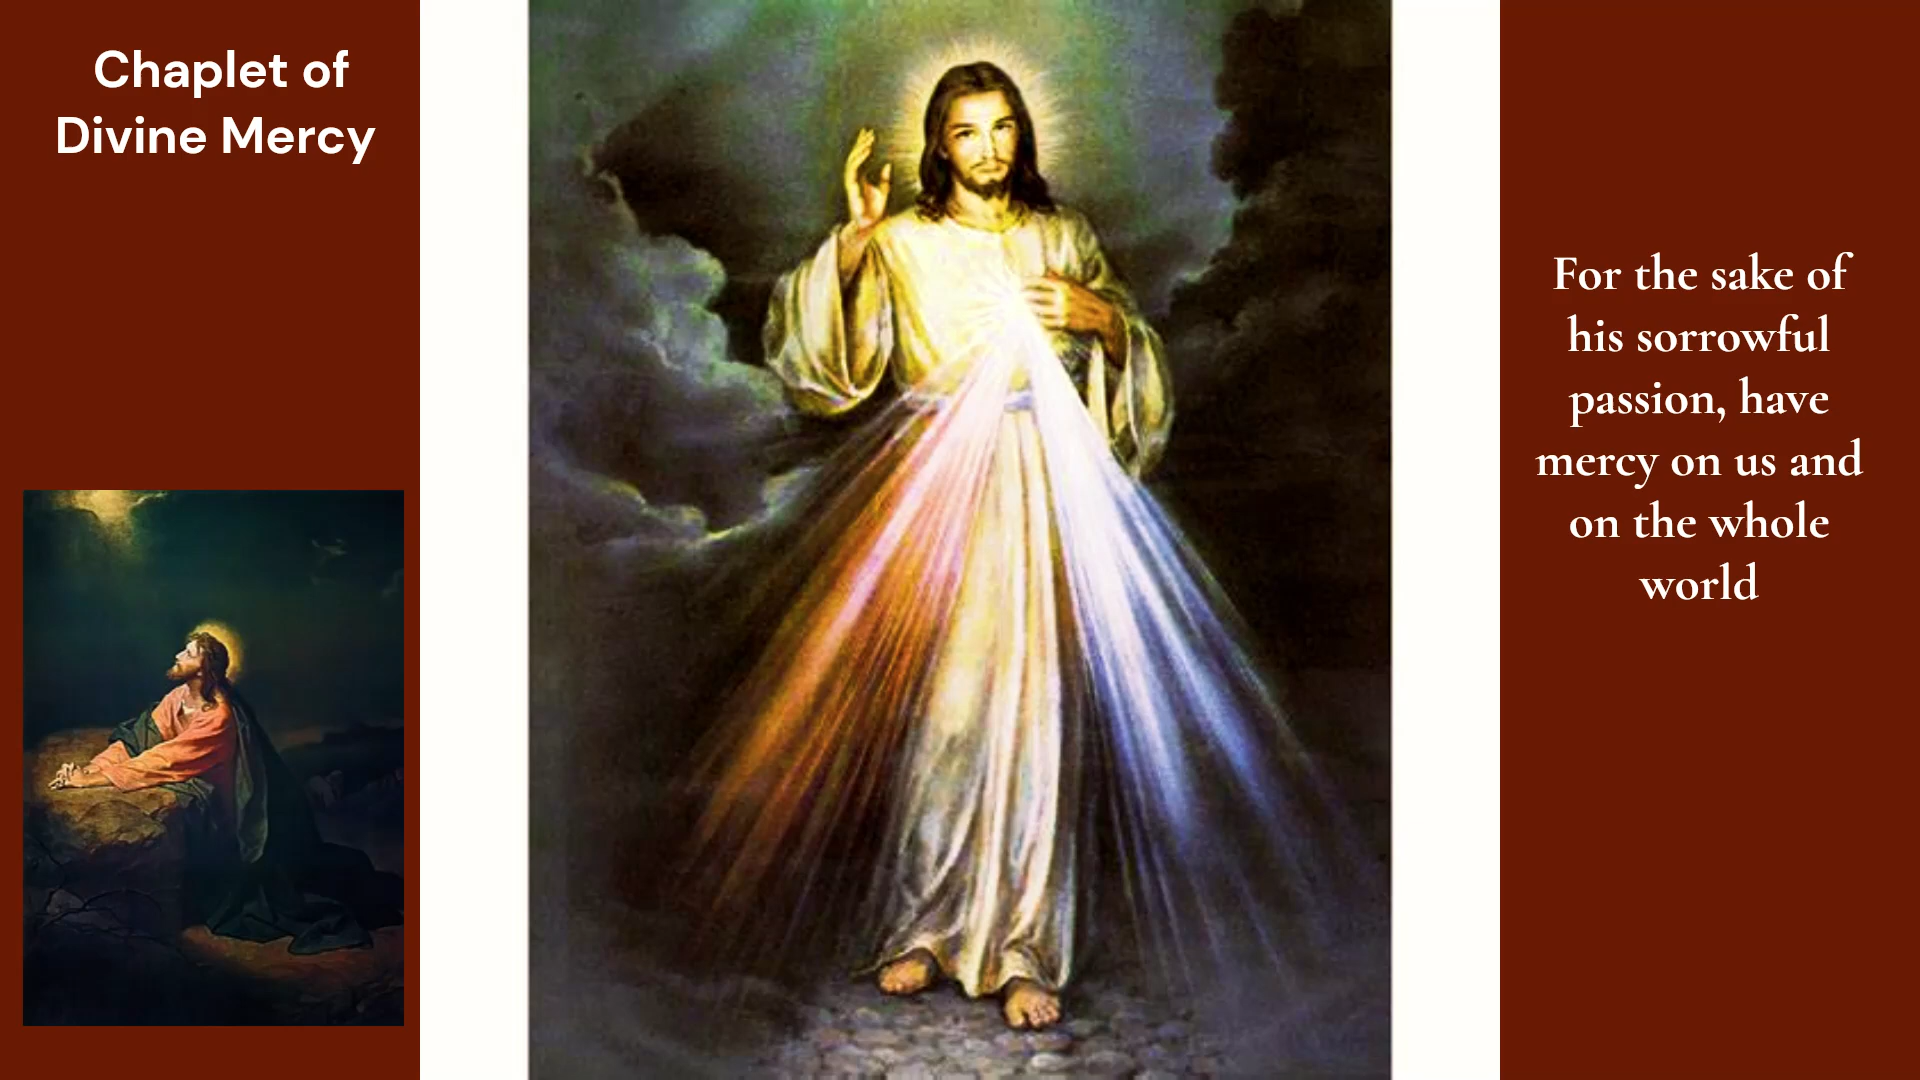 Chaplet of
Divine Mercy
For the sake of
his sorrowful
passion, have
mercy on us and
on the whole
world